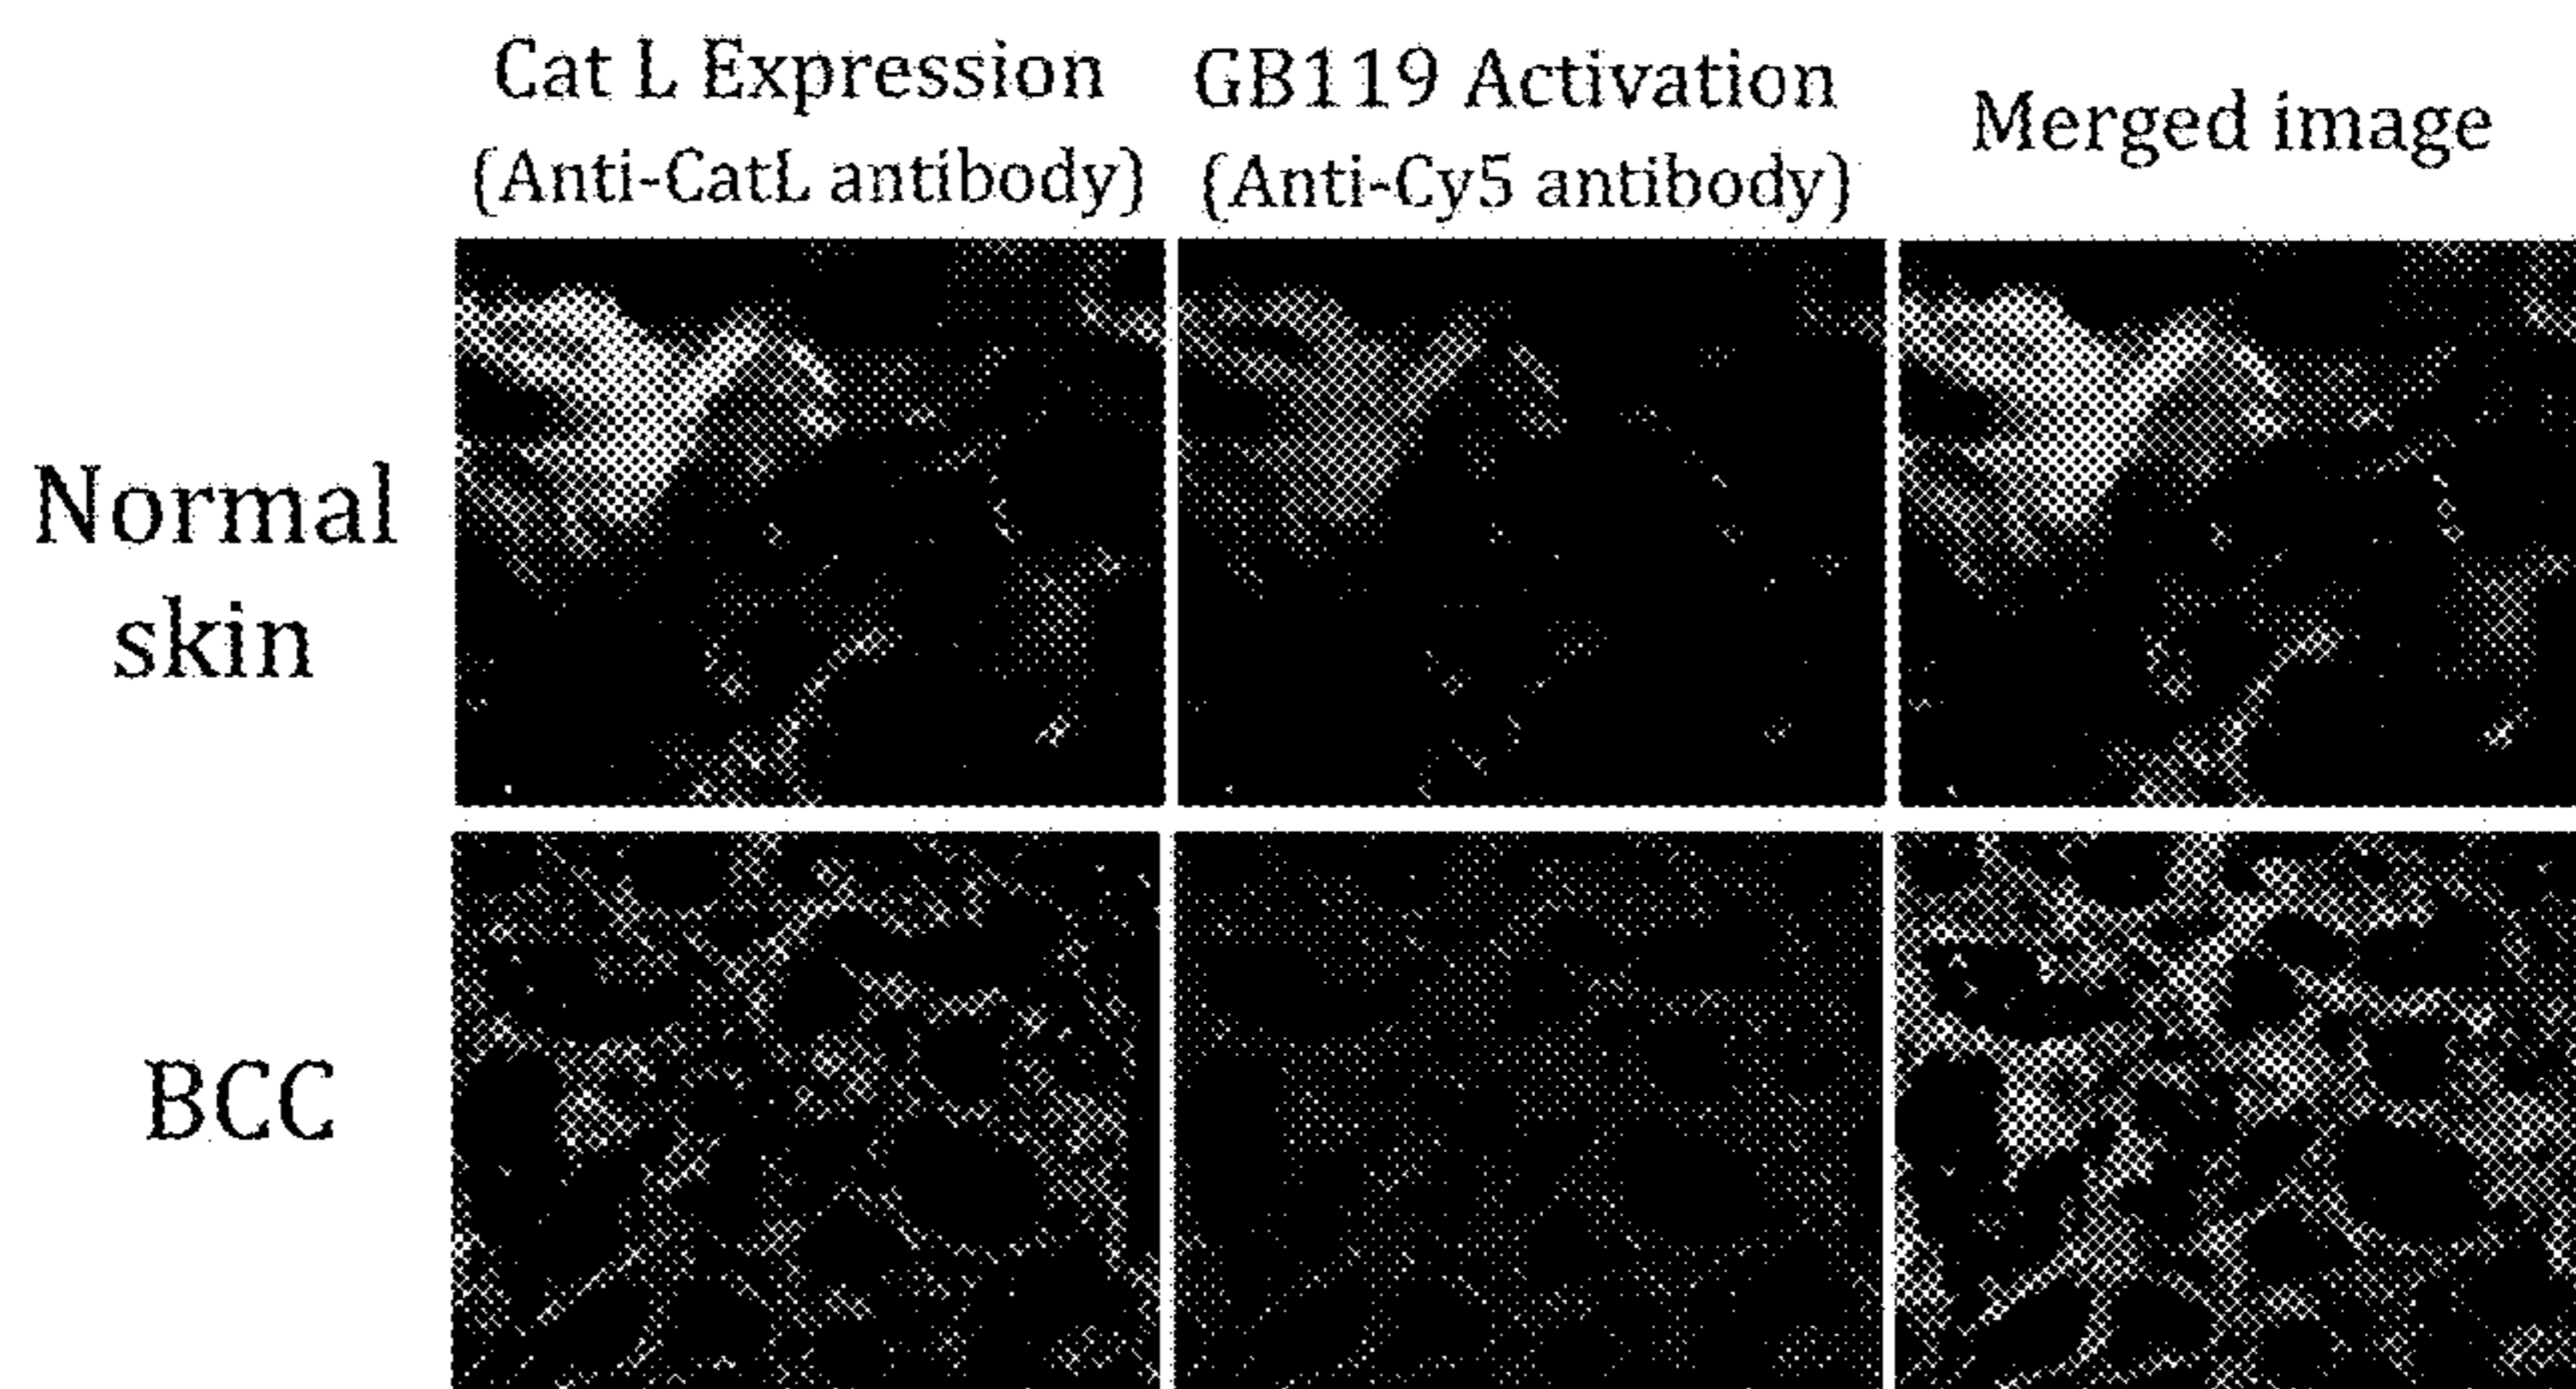 Cat L Expression
(Anti-CatL antibody)
GB119 Activation
(Anti-Cy5 antibody)
Merged image
Normal
skin
BCC